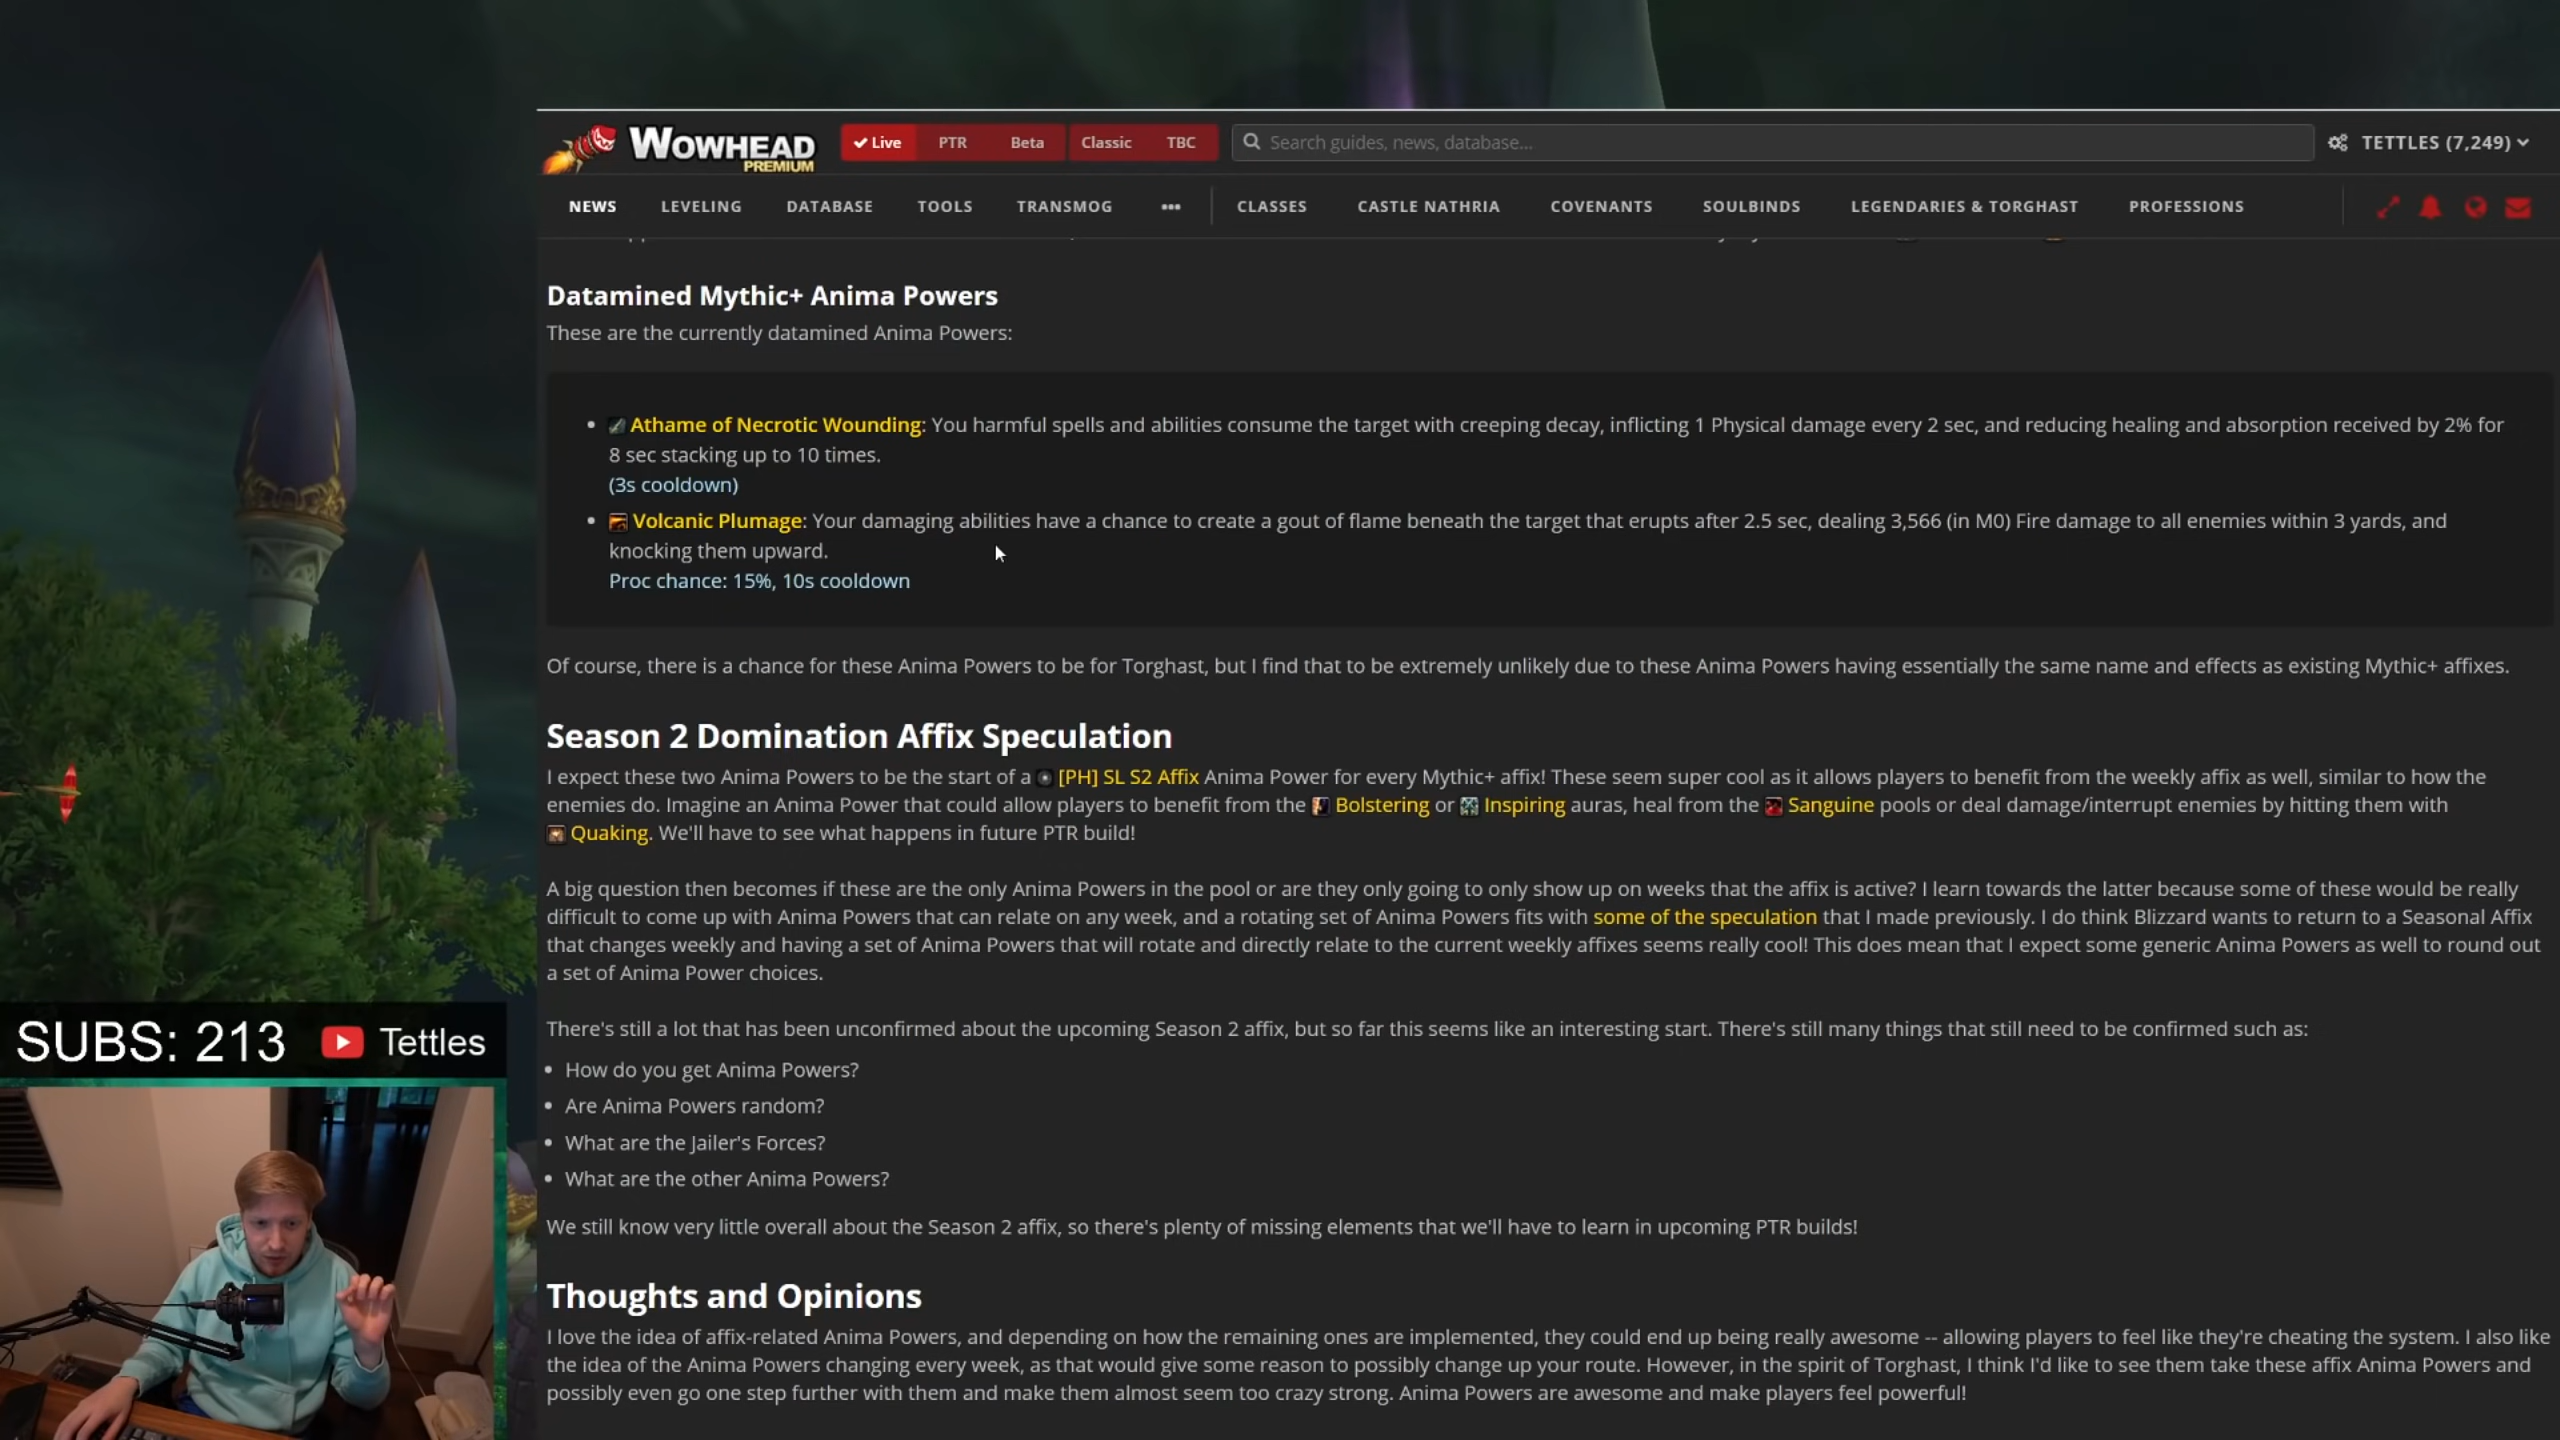 WOWHEAD
PREMIUM
Live PTR Beta Classic TBC
Search guides, news, database...
TETTLES (7,249)
NEWS LEVELING DATABASE TOOLS TRANSMOG ••• CLASSES CASTLE NATHRIA COVENANTS SOULBINDS LEGENDARIES & TORGHAST PROFESSIONS
Datamined Mythic+ Anima Powers
These are the currently datamined Anima Powers:
• Athame of Necrotic Wounding: You harmful spells and abilities consume the target with creeping decay, inflicting 1 Physical damage every 2 sec, and reducing healing and absorption received by 2% for
8 sec stacking up to 10 times.
(3s cooldown)
• Volcanic Plumage: Your damaging abilities have a chance to create a gout of flame beneath the target that erupts after 2.5 sec, dealing 3,566 (in M0) Fire damage to all enemies within 3 yards, and
knocking them upward.
Proc chance: 15%, 10s cooldown
Of course, there is a chance for these Anima Powers to be for Torghast, but I find that to be extremely unlikely due to these Anima Powers having essentially the same name and effects as existing Mythic+ affixes.
Season 2 Domination Affix Speculation
I expect these two Anima Powers to be the start of a [PH] SL S2 Affix Anima Power for every Mythic+ affix! These seem super cool as it allows players to benefit from the weekly affix as well, similar to how the
enemies do. Imagine an Anima Power that could allow players to benefit from the Bolstering or Inspiring auras, heal from the Sanguine pools or deal damage/interrupt enemies by hitting them with
Quaking. We'll have to see what happens in future PTR build!
A big question then becomes if these are the only Anima Powers in the pool or are they only going to only show up on weeks that the affix is active? I learn towards the latter because some of these would be really
difficult to come up with Anima Powers that can relate on any week, and a rotating set of Anima Powers fits with some of the speculation that I made previously. I do think Blizzard wants to return to a Seasonal Affix
that changes weekly and having a set of Anima Powers that will rotate and directly relate to the current weekly affixes seems really cool! This does mean that I expect some generic Anima Powers as well to round out
a set of Anima Power choices.
There's still a lot that has been unconfirmed about the upcoming Season 2 affix, but so far this seems like an interesting start. There's still many things that still need to be confirmed such as:
• How do you get Anima Powers?
• Are Anima Powers random?
• What are the Jailer's Forces?
• What are the other Anima Powers?
We still know very little overall about the Season 2 affix, so there's plenty of missing elements that we'll have to learn in upcoming PTR builds!
Thoughts and Opinions
I love the idea of affix-related Anima Powers, and depending on how the remaining ones are implemented, they could end up being really awesome -- allowing players to feel like they're cheating the system. I also like
the idea of the Anima Powers changing every week, as that would give some reason to possibly change up your route. However, in the spirit of Torghast, I think I'd like to see them take these affix Anima Powers and
possibly even go one step further with them and make them almost seem too crazy strong. Anima Powers are awesome and make players feel powerful!
SUBS: 213 Tettles